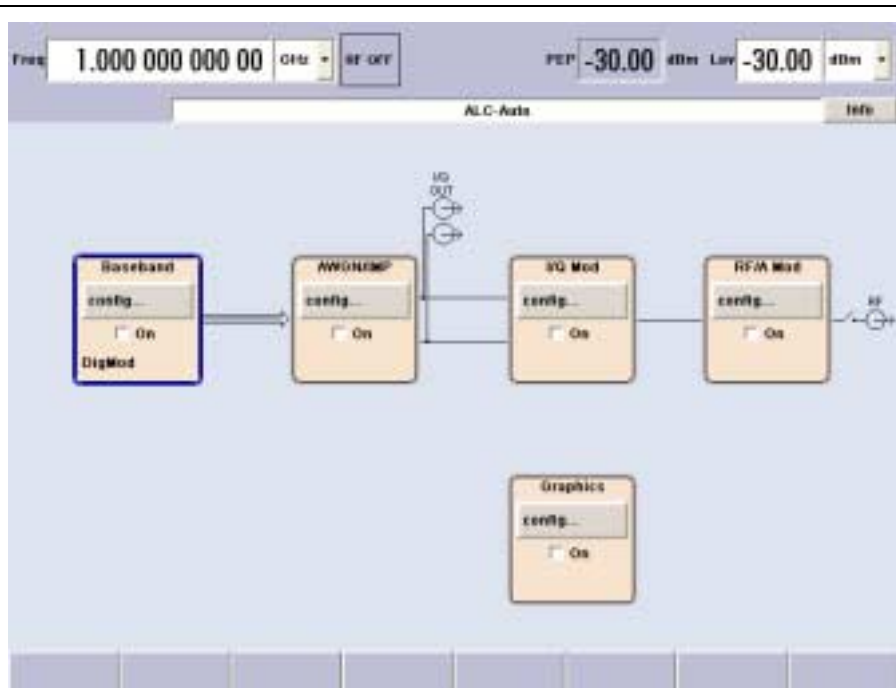 Freq 1.000 000 000 00 GHz RF OFF PEP -30.00 dBm Lev -30.00 dBm
ALC-Auto Info
I/Q
OUT
Baseband AWGN/IMP I/Q Mod RF/A Mod
config... config... config... config... RF
On On On On
DigMod
Graphics
config...
On